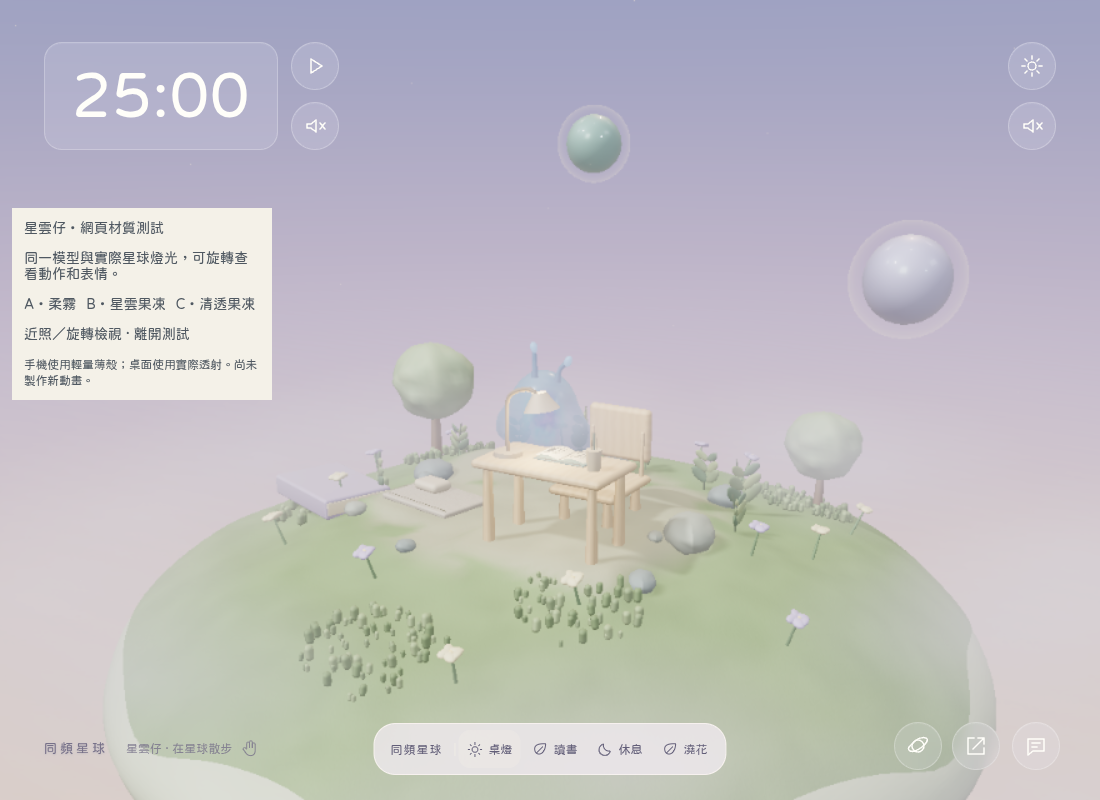 25:00
星雲仔・網頁材質測試
同一模型與實際星球燈光，可旋轉查
看動作和表情。
A・柔霧 B・星雲果凍 C・清透果凍
近照／旋轉檢視・離開測試
手機使用輕量薄殼；桌面使用實際透射。尚未
製作新動畫。
同頻星球 星雲仔・在星球散步
同頻星球 桌燈 讀書 休息 澆花